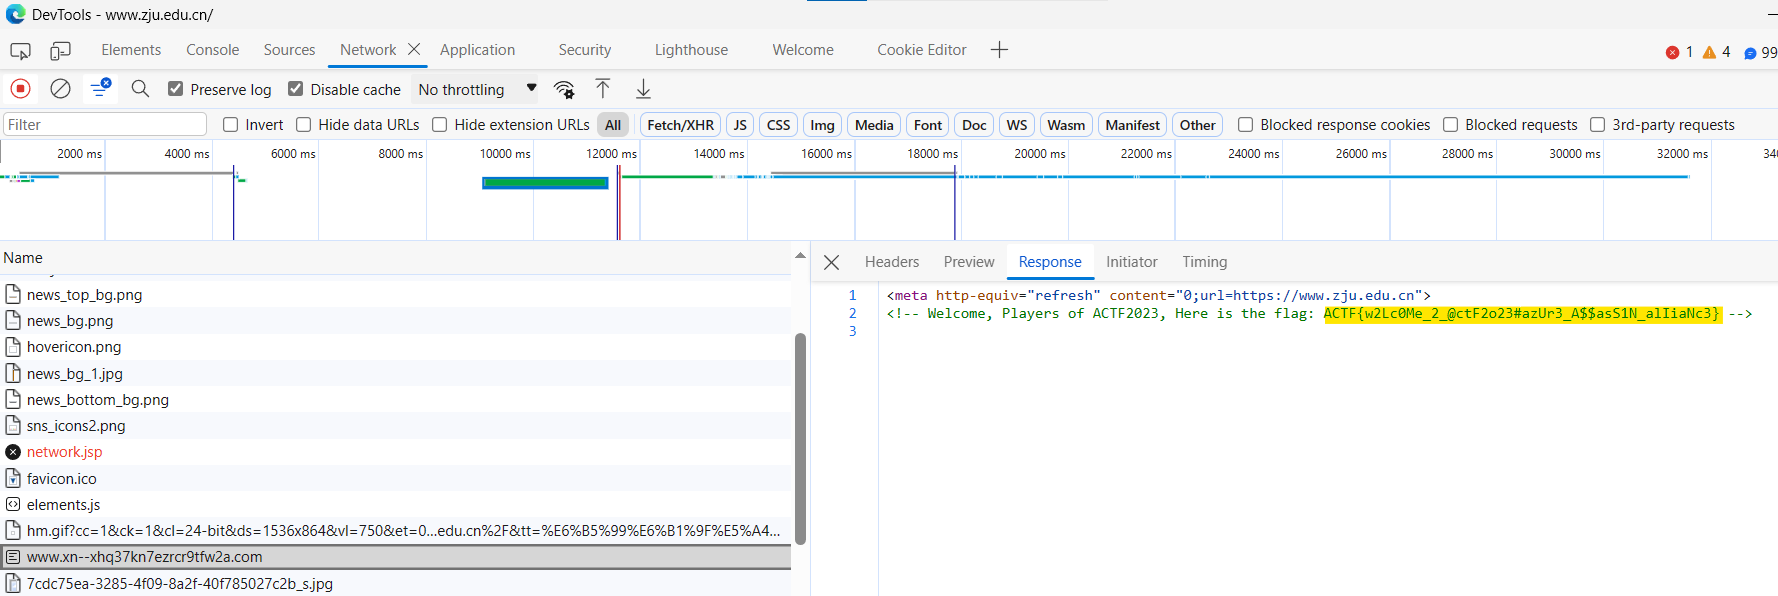 DevTools - www.zju.edu.cn/
Elements Console Sources Network Application Security Lighthouse Welcome Cookie Editor
1 4 99
Preserve log Disable cache No throttling
Filter Invert Hide data URLs Hide extension URLs All Fetch/XHR JS CSS Img Media Font Doc WS Wasm Manifest Other Blocked response cookies Blocked requests 3rd-party requests
2000 ms 4000 ms 6000 ms 8000 ms 10000 ms 12000 ms 14000 ms 16000 ms 18000 ms 20000 ms 22000 ms 24000 ms 26000 ms 28000 ms 30000 ms 32000 ms
Name
news_top_bg.png
news_bg.png
hovericon.png
news_bg_1.jpg
news_bottom_bg.png
sns_icons2.png
network.jsp
favicon.ico
elements.js
hm.gif?cc=1&ck=1&cl=24-bit&ds=1536x864&vl=750&et=0...edu.cn%2F&tt=%E6%B5%99%E6%B1%9F%E5%A4...
www.xn--xhq37kn7ezrcr9tfw2a.com
7cdc75ea-3285-4f09-8a2f-40f785027c2b_s.jpg
Headers Preview Response Initiator Timing
1 <meta http-equiv="refresh" content="0;url=https://www.zju.edu.cn">
2 <!-- Welcome, Players of ACTF2023, Here is the flag: ACTF{w2Lc0Me_2_@ctF2o23#azUr3_A$$asS1N_alIiaNc3} -->
3